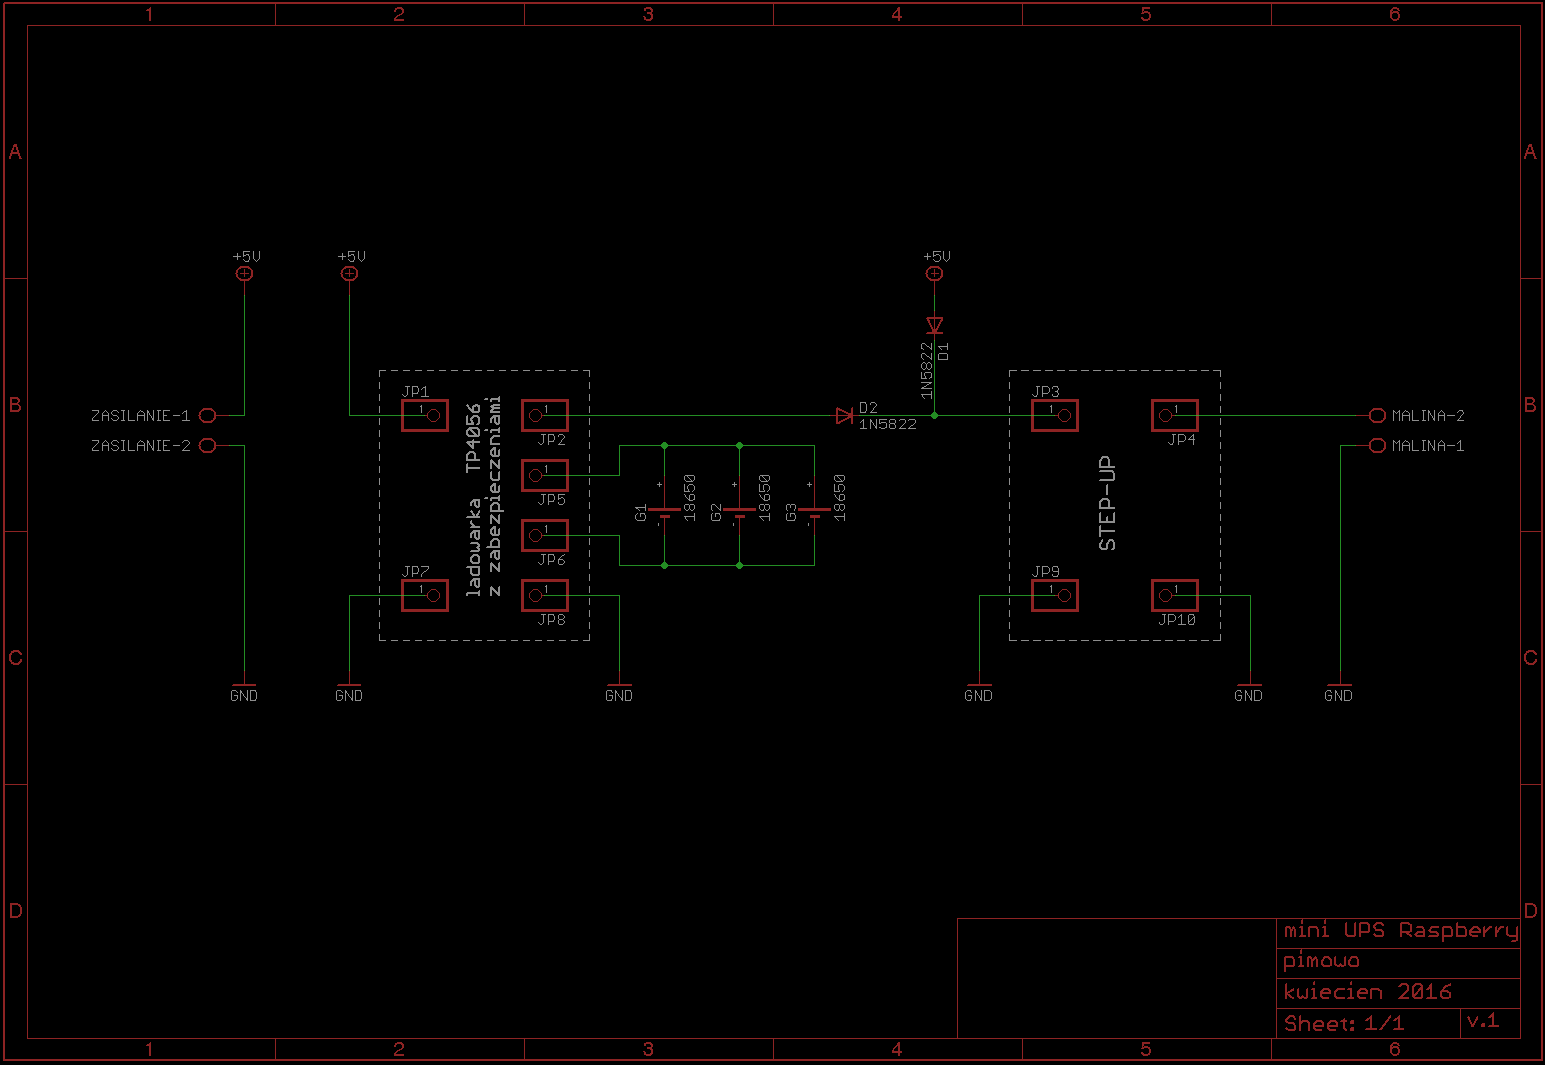 1 2 3 4 5 6
A A
+5V +5V +5V
1N5822
D1
B B
JP1 JP3
ZASILANIE-1 1 1 D2 1 1 MALINA-2
1N5822
ZASILANIE-2 JP2 JP4 MALINA-1
ladowarka TP4056
z zabezpieczeniami
1
JP5
+ + +
G1 18650 G2 18650 G3 18650
- - -
STEP-UP
1
JP6
JP7 JP9
1 1 1 1
JP8 JP10
C C
GND GND GND GND GND GND
D D
mini UPS Raspberry
pimowo
kwiecien 2016
Sheet: 1/1 v.1
1 2 3 4 5 6